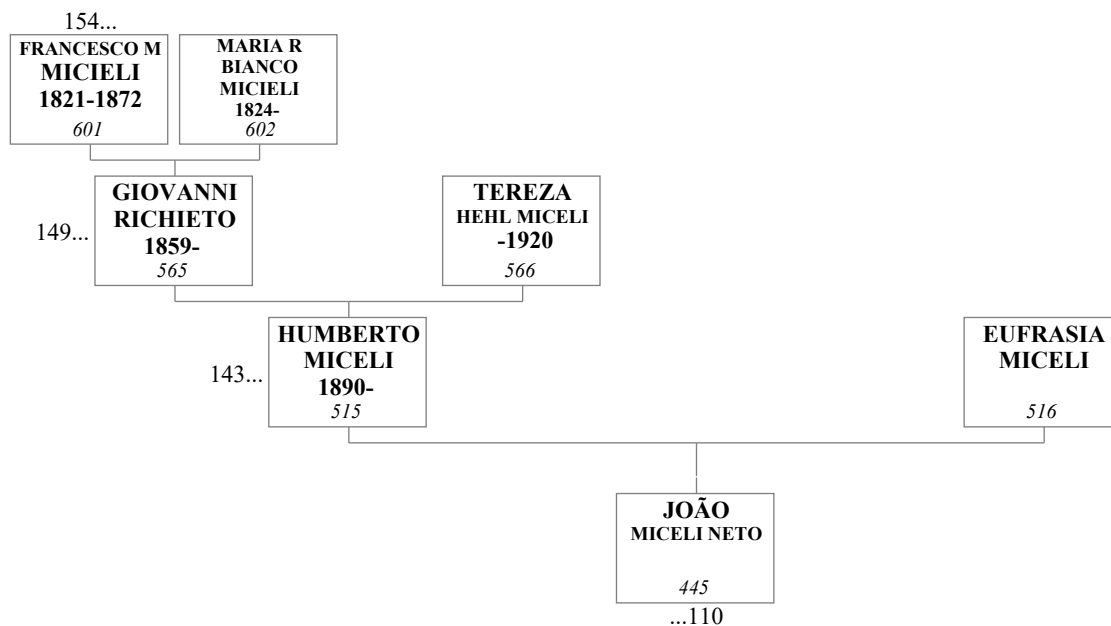 154...
FRANCESCO M
MICIELI
1821-1872
601
MARIA R
BIANCO
MICIELI
1824-
602
149...
GIOVANNI
RICHIETO
1859-
565
TEREZA
HEHL MICELI
-1920
566
143...
HUMBERTO
MICELI
1890-
515
EUFRASIA
MICELI
516
JOÃO
MICELI NETO
445
...110